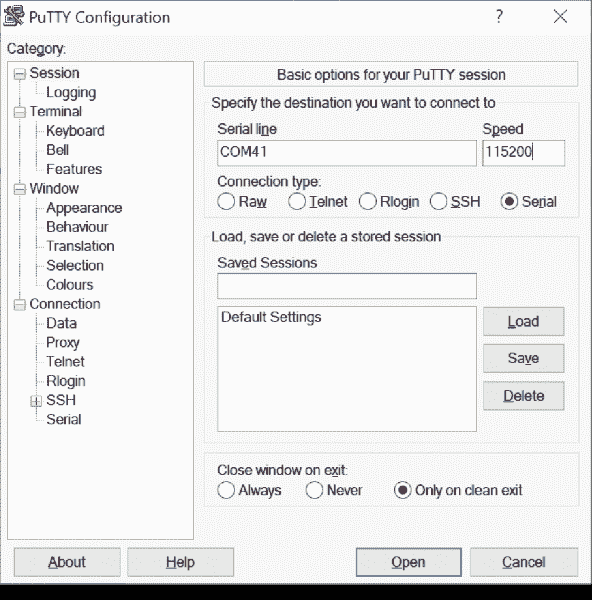 PuTTY Configuration
?
Category:
Session
Logging
Terminal
Keyboard
Bell
Features
Window
Appearance
Behaviour
Translation
Selection
Colours
Connection
Data
Proxy
Telnet
Rlogin
SSH
Serial
Basic options for your PuTTY session
Specify the destination you want to connect to
Serial line Speed
COM41 115200
Connection type:
Raw Telnet Rlogin SSH Serial
Load, save or delete a stored session
Saved Sessions
Default Settings
Load
Save
Delete
Close window on exit:
Always Never Only on clean exit
About Help Open Cancel